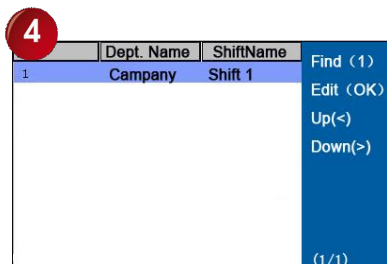 4
Dept. Name ShiftName
1 Campany Shift 1
Find（1）
Edit（OK）
Up(<)
Down(>)
(1/1)